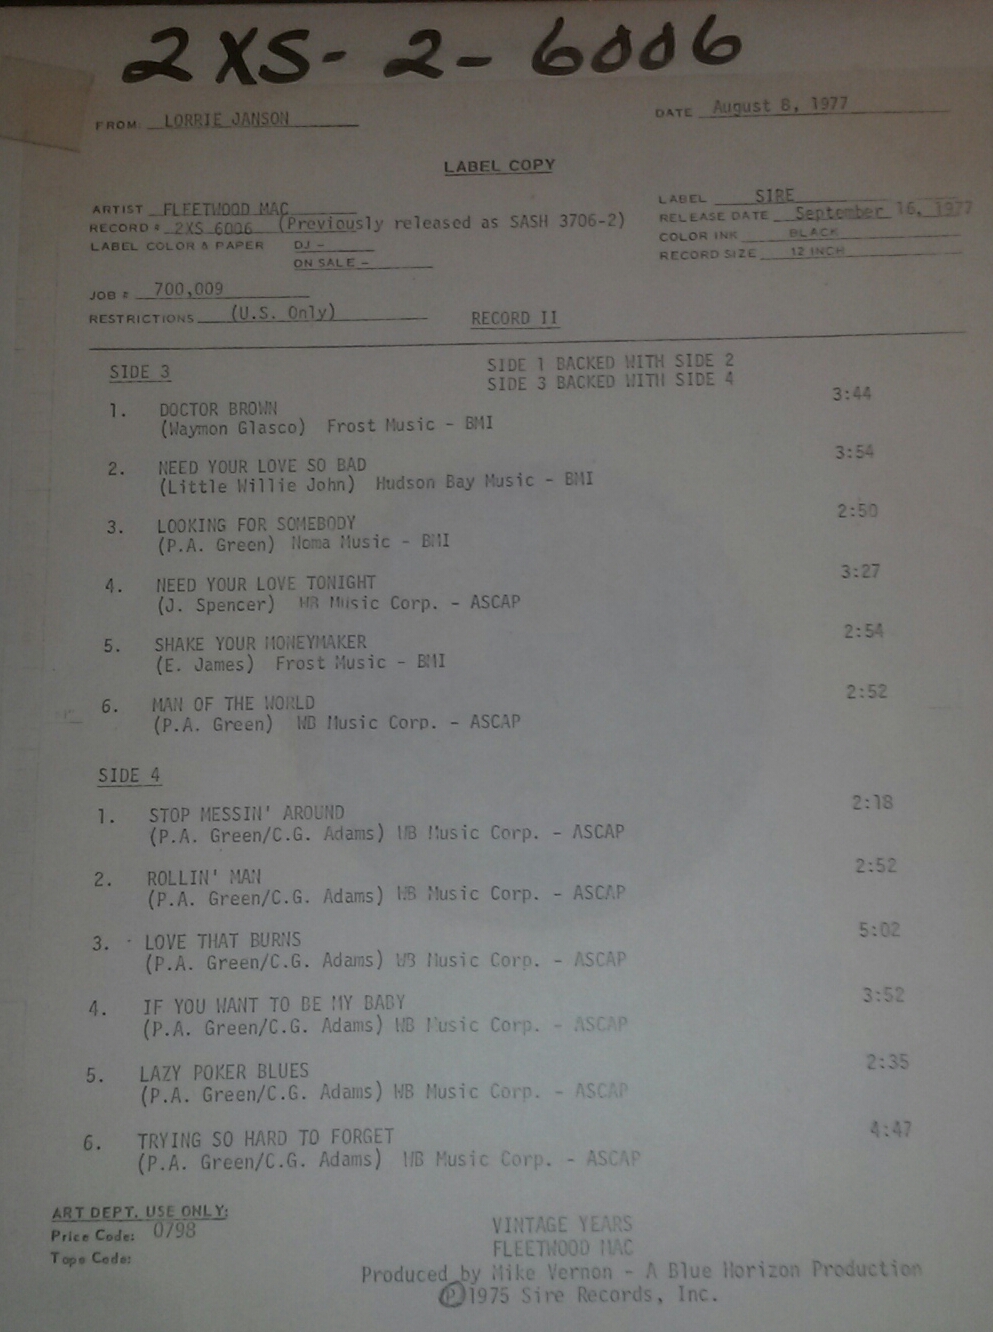 2XS-2-6006
FROM: LORRIE JANSON DATE August 8, 1977
LABEL COPY
ARTIST FLEETWOOD MAC LABEL SIRE
RECORD # 2XS 6006 (Previously released as SASH 3706-2) RELEASE DATE September 16, 1977
LABEL COLOR & PAPER DJ - COLOR INK BLACK
ON SALE - RECORD SIZE 12 INCH
JOB # 700,009
RESTRICTIONS (U.S. Only) RECORD II
SIDE 3 SIDE 1 BACKED WITH SIDE 2
SIDE 3 BACKED WITH SIDE 4
1. DOCTOR BROWN 3:44
(Waymon Glasco) Frost Music - BMI
2. NEED YOUR LOVE SO BAD 3:54
(Little Willie John) Hudson Bay Music - BMI
3. LOOKING FOR SOMEBODY 2:50
(P.A. Green) Noma Music - BMI
4. NEED YOUR LOVE TONIGHT 3:27
(J. Spencer) WB Music Corp. - ASCAP
5. SHAKE YOUR MONEYMAKER 2:54
(E. James) Frost Music - BMI
6. MAN OF THE WORLD 2:52
(P.A. Green) WB Music Corp. - ASCAP
SIDE 4
1. STOP MESSIN' AROUND 2:18
(P.A. Green/C.G. Adams) WB Music Corp. - ASCAP
2. ROLLIN' MAN 2:52
(P.A. Green/C.G. Adams) WB Music Corp. - ASCAP
3. LOVE THAT BURNS 5:02
(P.A. Green/C.G. Adams) WB Music Corp. - ASCAP
4. IF YOU WANT TO BE MY BABY 3:52
(P.A. Green/C.G. Adams) WB Music Corp. - ASCAP
5. LAZY POKER BLUES 2:35
(P.A. Green/C.G. Adams) WB Music Corp. - ASCAP
6. TRYING SO HARD TO FORGET 4:47
(P.A. Green/C.G. Adams) WB Music Corp. - ASCAP
ART DEPT. USE ONLY:
Price Code: 0798 VINTAGE YEARS
Tape Code: FLEETWOOD MAC
Produced by Mike Vernon - A Blue Horizon Production
Ⓟ1975 Sire Records, Inc.